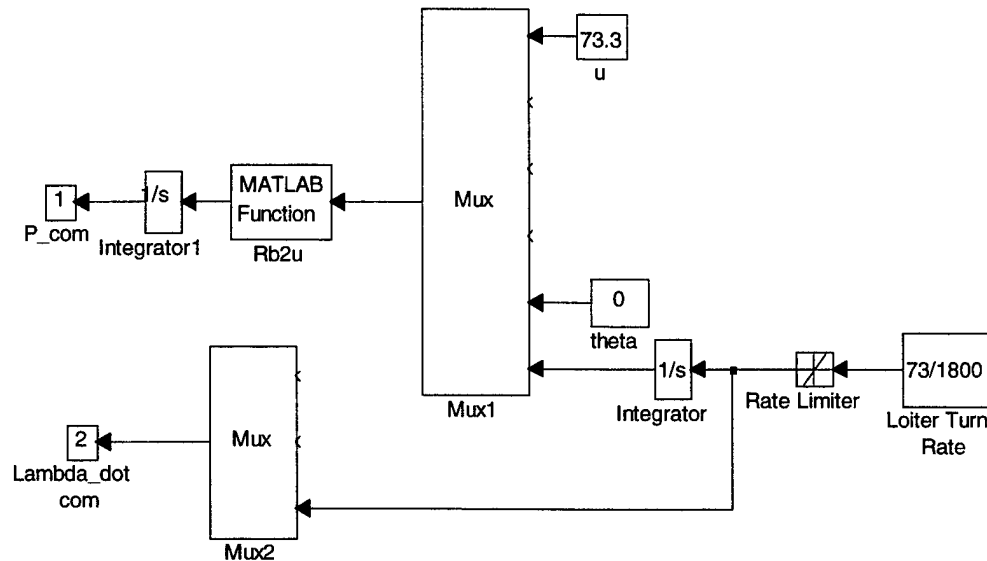 73.3
u
MATLAB
Function
Rb2u
Mux
Mux1
1/s
Integrator1
1
P_com
0
theta
1/s
Integrator
Rate Limiter
73/1800
Loiter Turn
Rate
Mux
Mux2
2
Lambda_dot
com